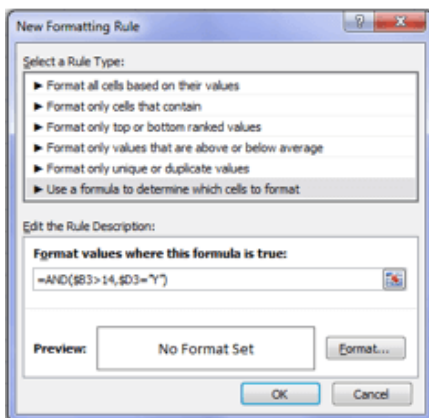 New Formatting Rule
Select a Rule Type:
► Format all cells based on their values
► Format only cells that contain
► Format only top or bottom ranked values
► Format only values that are above or below average
► Format only unique or duplicate values
► Use a formula to determine which cells to format
Edit the Rule Description:
Format values where this formula is true:
=AND($B3>14,$D3="Y")
Preview:
No Format Set
Format...
OK
Cancel